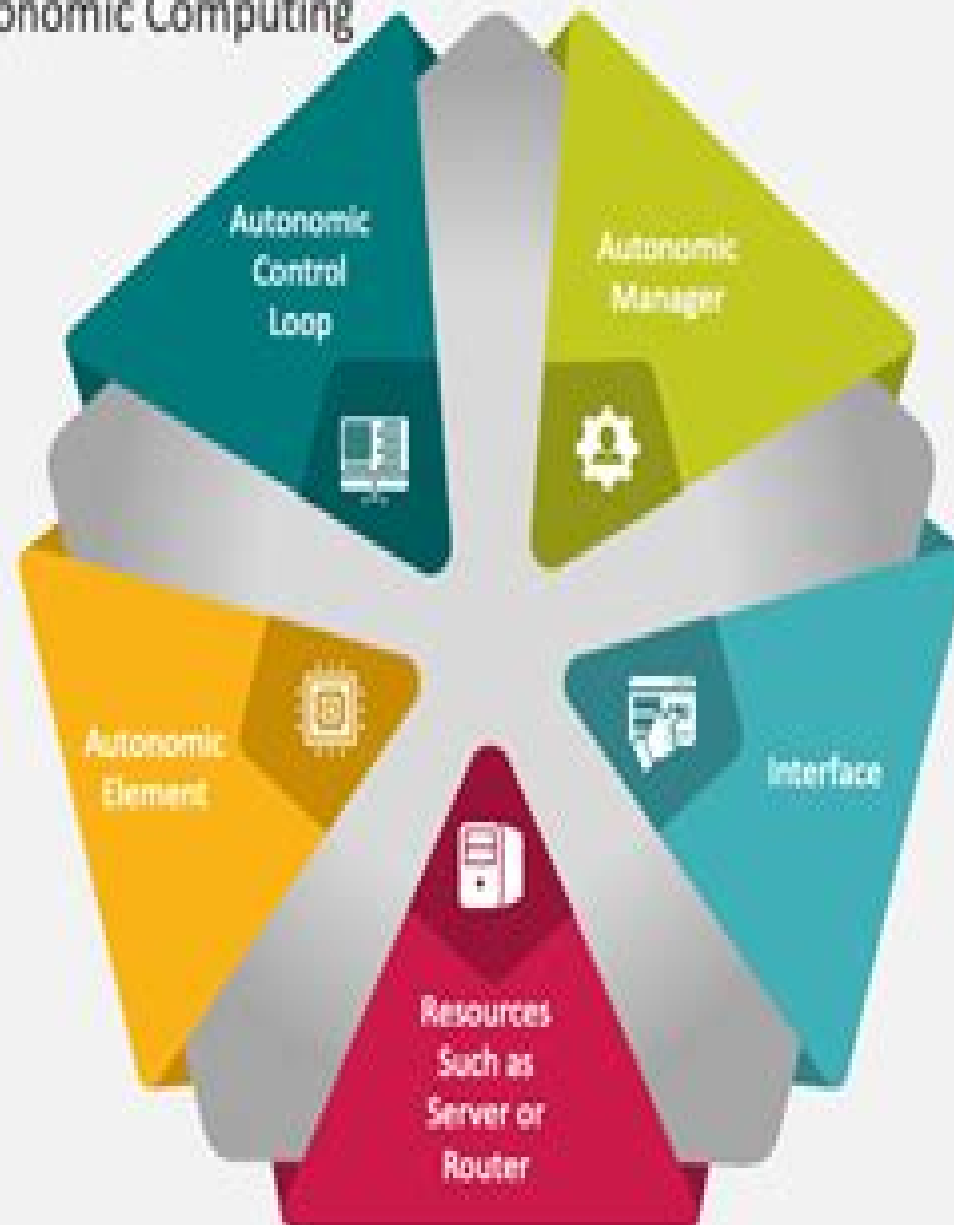 onomic Computing
Autonomic
Control
Loop
Autonomic
Manager
Autonomic
Element
Interface
Resources
Such as
Server or
Router